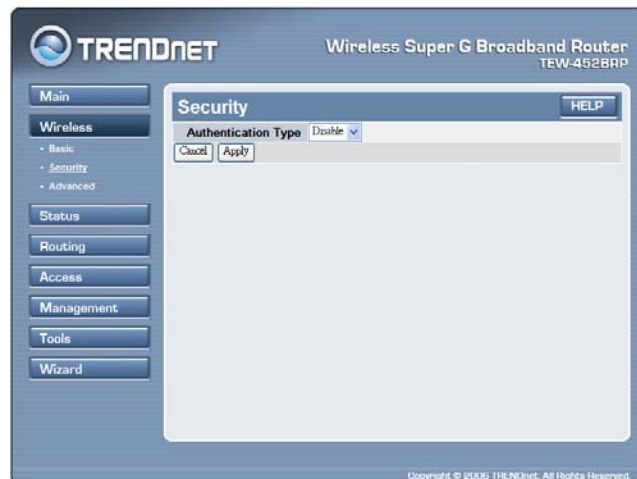 TRENDNET
Wireless Super G Broadband Router
TEW-452BRP
Main
Wireless
Basic
Security
Advanced
Status
Routing
Access
Management
Tools
Wizard
Security
HELP
Authentication Type Disable
Cancel Apply
Copyright © 2006 TRENDnet. All Rights Reserved.